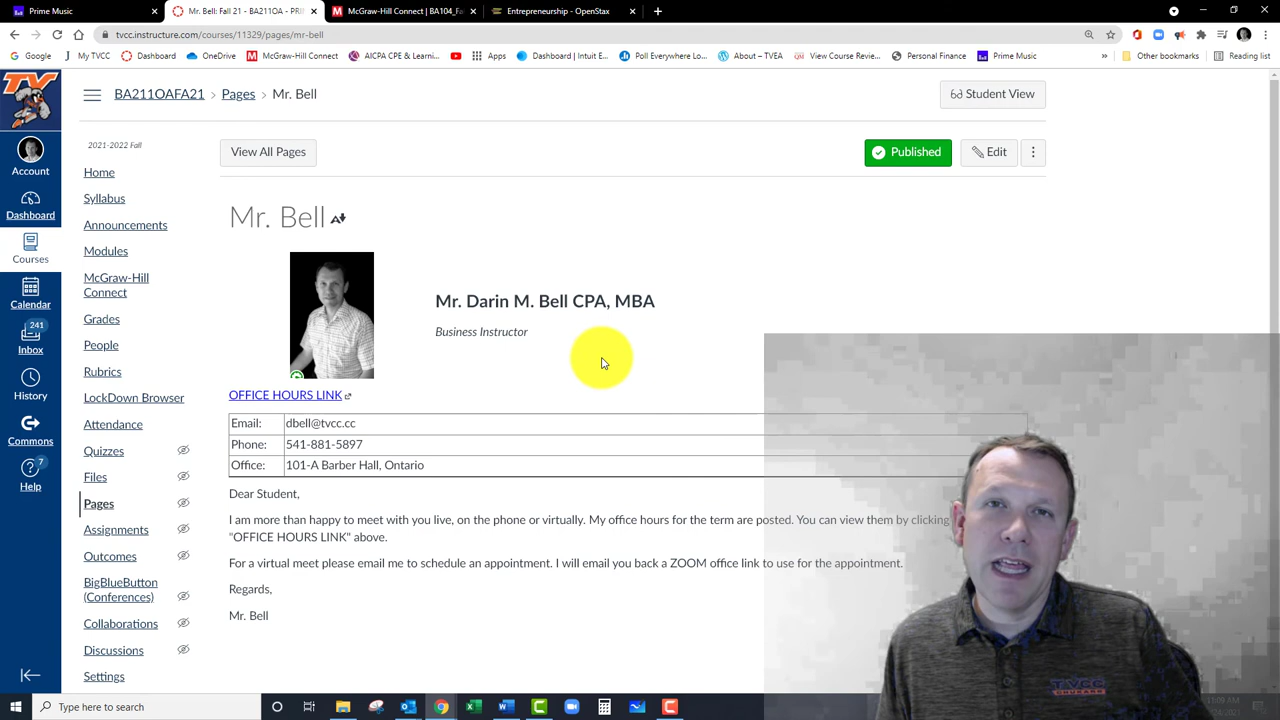 Prime Music
Mr. Bell: Fall 21 - BA211OA - PRI
McGraw-Hill Connect | BA104_Fa
Entrepreneurship - OpenStax
tvcc.instructure.com/courses/11329/pages/mr-bell
Google
My TVCC
Dashboard
OneDrive
McGraw-Hill Connect
AICPA CPE & Learnin...
Apps
Dashboard | Intuit E...
Poll Everywhere Lo...
About – TVEA
View Course Revie...
Personal Finance
Prime Music
Other bookmarks
Reading list
TV
BA211OAFA21 > Pages > Mr. Bell
Student View
Account
Dashboard
Courses
Calendar
241
Inbox
History
Commons
7
Help
2021-2022 Fall
Home
Syllabus
Announcements
Modules
McGraw-Hill
Connect
Grades
People
Rubrics
LockDown Browser
Attendance
Quizzes
Files
Pages
Assignments
Outcomes
BigBlueButton
(Conferences)
Collaborations
Discussions
Settings
View All Pages
Published
Edit
Mr. Bell
Mr. Darin M. Bell CPA, MBA
Business Instructor
OFFICE HOURS LINK
Email: dbell@tvcc.cc
Phone: 541-881-5897
Office: 101-A Barber Hall, Ontario
Dear Student,
I am more than happy to meet with you live, on the phone or virtually. My office hours for the term are posted. You can view them by clicking
"OFFICE HOURS LINK" above.
For a virtual meet please email me to schedule an appointment. I will email you back a ZOOM office link to use for the appointment.
Regards,
Mr. Bell
TVCC
CHUKARS
Type here to search
11:09 AM